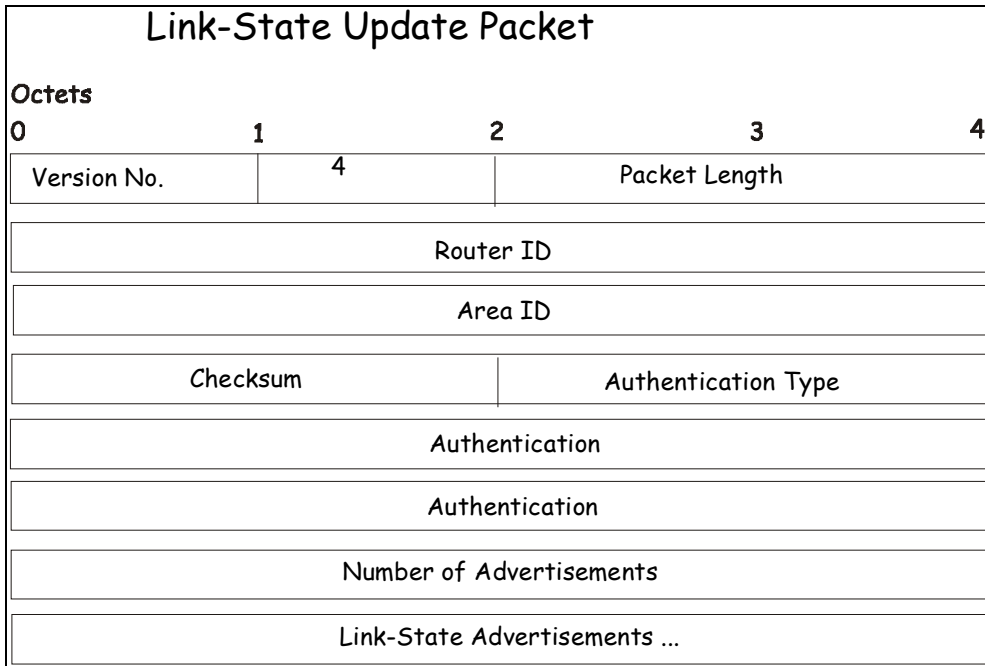 Link-State Update Packet
Octets
0 1 2 3 4
Version No. 4 Packet Length
Router ID
Area ID
Checksum Authentication Type
Authentication
Authentication
Number of Advertisements
Link-State Advertisements ...